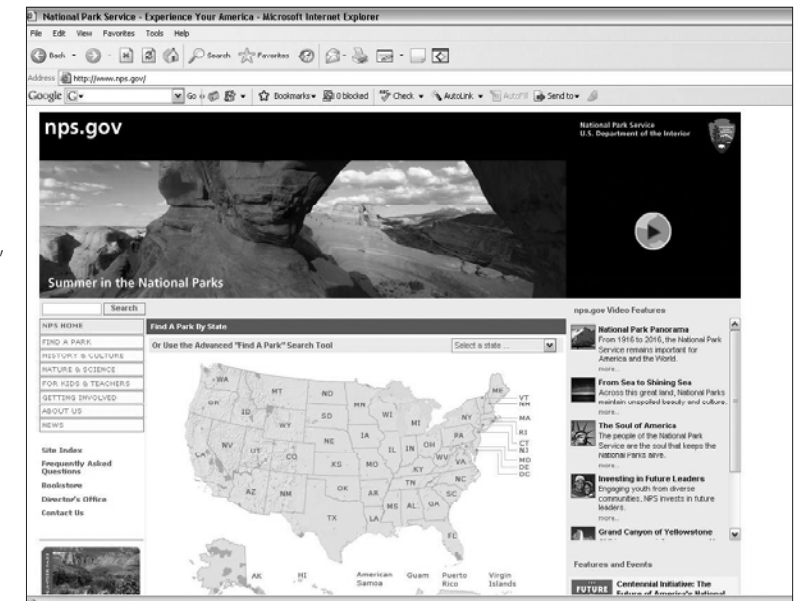 National Park Service - Experience Your America - Microsoft Internet Explorer
File Edit View Favorites Tools Help
Back Search Favorites
Address http://www.nps.gov/
Google G Go Bookmarks 0 blocked Check AutoLink AutoFill Send to
nps.gov
National Park Service
U.S. Department of the Interior
Summer in the National Parks
Search
NPS HOME
FIND A PARK
HISTORY & CULTURE
NATURE & SCIENCE
FOR KIDS & TEACHERS
GETTING INVOLVED
ABOUT US
NEWS
Site Index
Frequently Asked
Questions
Bookstore
Director's Office
Contact Us
Find A Park By State
Or Use the Advanced "Find A Park" Search Tool
Select a state ...
WA MT ND MN ME VT
NH
OR ID SD WI MI NY MA
WY RI
NE IA PA CT
NJ
NV UT CO IL IN OH MD
DE
DC
CA KS MO WV VA
KY
AZ NM OK AR TN NC
SC
TX LA MS AL GA
FL
AK HI American
Samoa
Guam Puerto
Rico
Virgin
Islands
nps.gov Video Features
National Park Panorama
From 1916 to 2016, the National Park
Service remains important for
America and the World.
more...
From Sea to Shining Sea
Across this great land, National Parks
maintain unspoiled beauty and culture.
more...
The Soul of America
The people of the National Park
Service are the soul that keeps the
National Parks alive.
more...
Investing in Future Leaders
Engaging youth from diverse
communities, NPS invests in future
leaders.
more...
Grand Canyon of Yellowstone
Features and Events
FUTURE
Centennial Initiative: The
Future of America's National